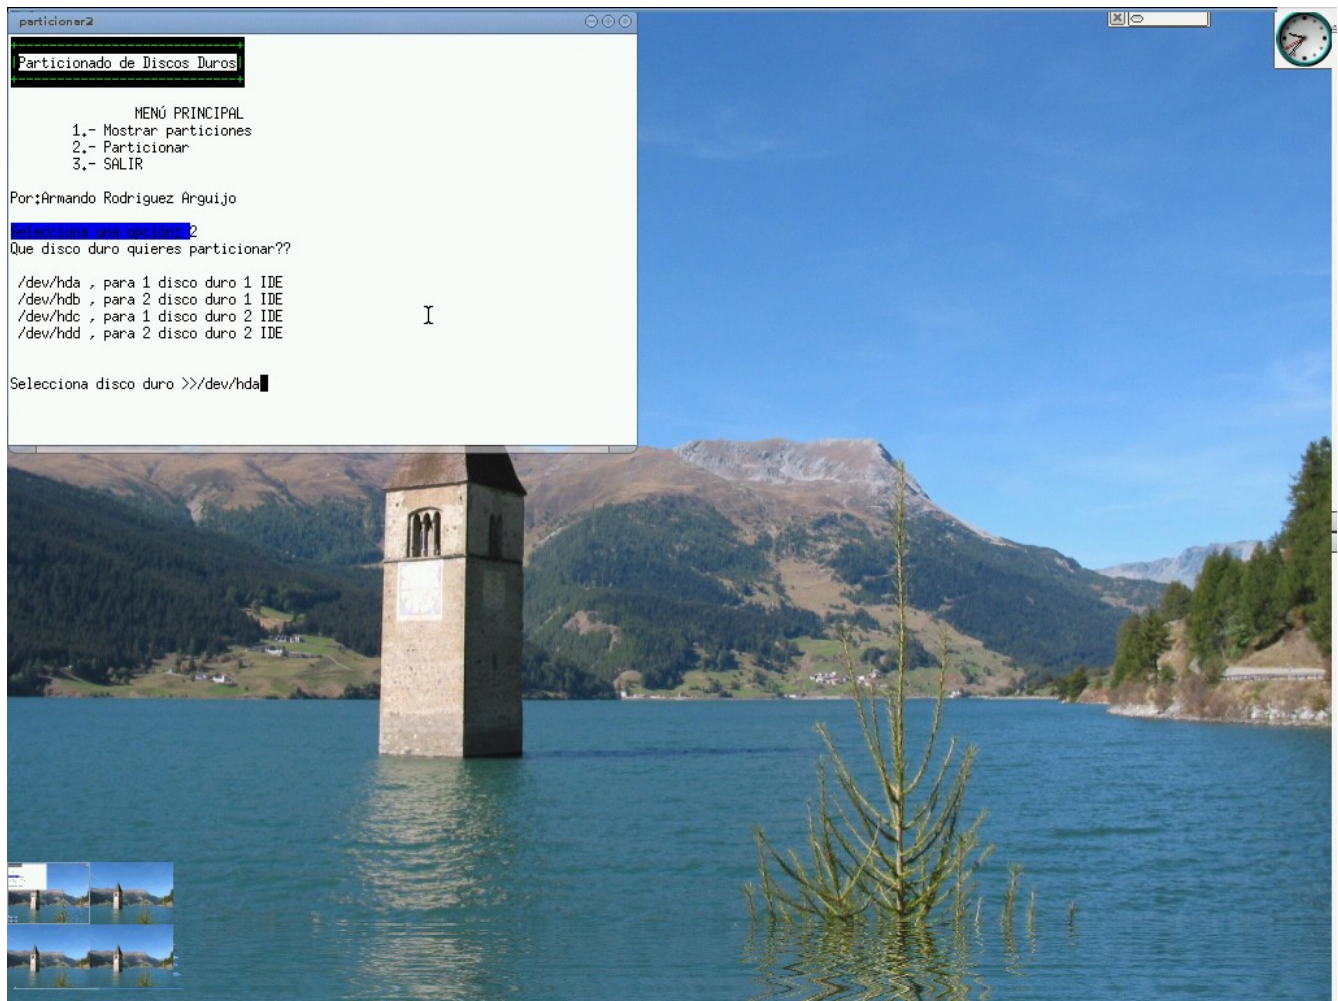 particionar2
Particionado de Discos Duros
MENú PRINCIPAL
1.- Mostrar particiones
2.- Particionar
3.- SALIR
Por:Armando Rodriguez Arguijo
Selecciona una opción: 2
Que disco duro quieres particionar??
/dev/hda , para 1 disco duro 1 IDE
/dev/hdb , para 2 disco duro 1 IDE
/dev/hdc , para 1 disco duro 2 IDE
/dev/hdd , para 2 disco duro 2 IDE
Selecciona disco duro >>/dev/hda